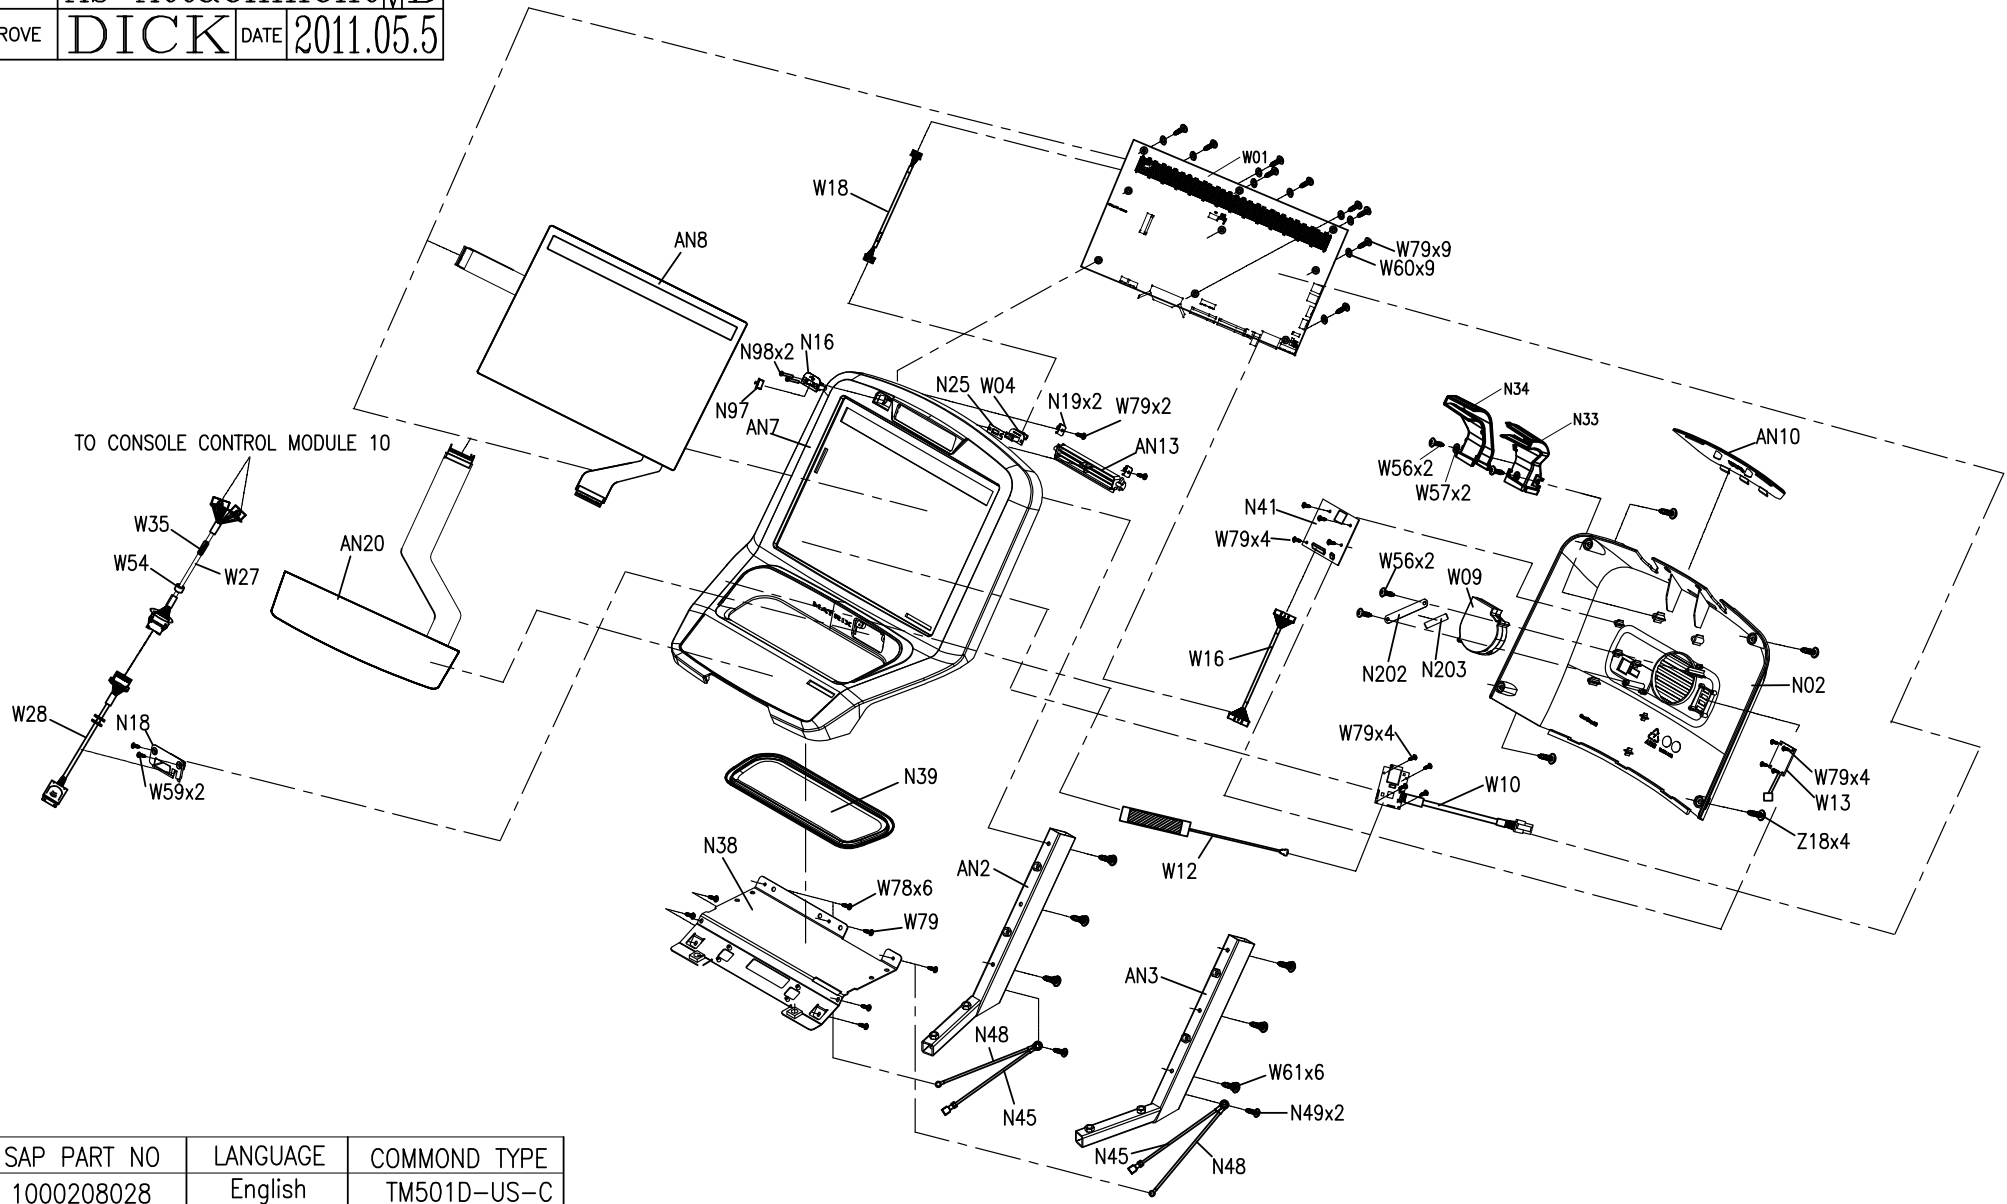 ROVE DICK DATE 2011.05.5
W01
W18
AN8
W79x9
W60x9
N98x2
N16
N97
AN7
N25
W04
N19x2
W79x2
AN13
N34
N33
AN10
W56x2
W57x2
TO CONSOLE CONTROL MODULE 10
W35
W54
W27
AN20
N41
W79x4
W56x2
W09
MATRIX
W16
N202
N203
N02
W28
N18
W59x2
N39
W79x4
W10
W79x4
W13
Z18x4
N38
W12
AN2
W78x6
W79
AN3
N48
N45
W61x6
N49x2
N45
N48
SAP PART NO LANGUAGE COMMOND TYPE
1000208028 English TM501D-US-C